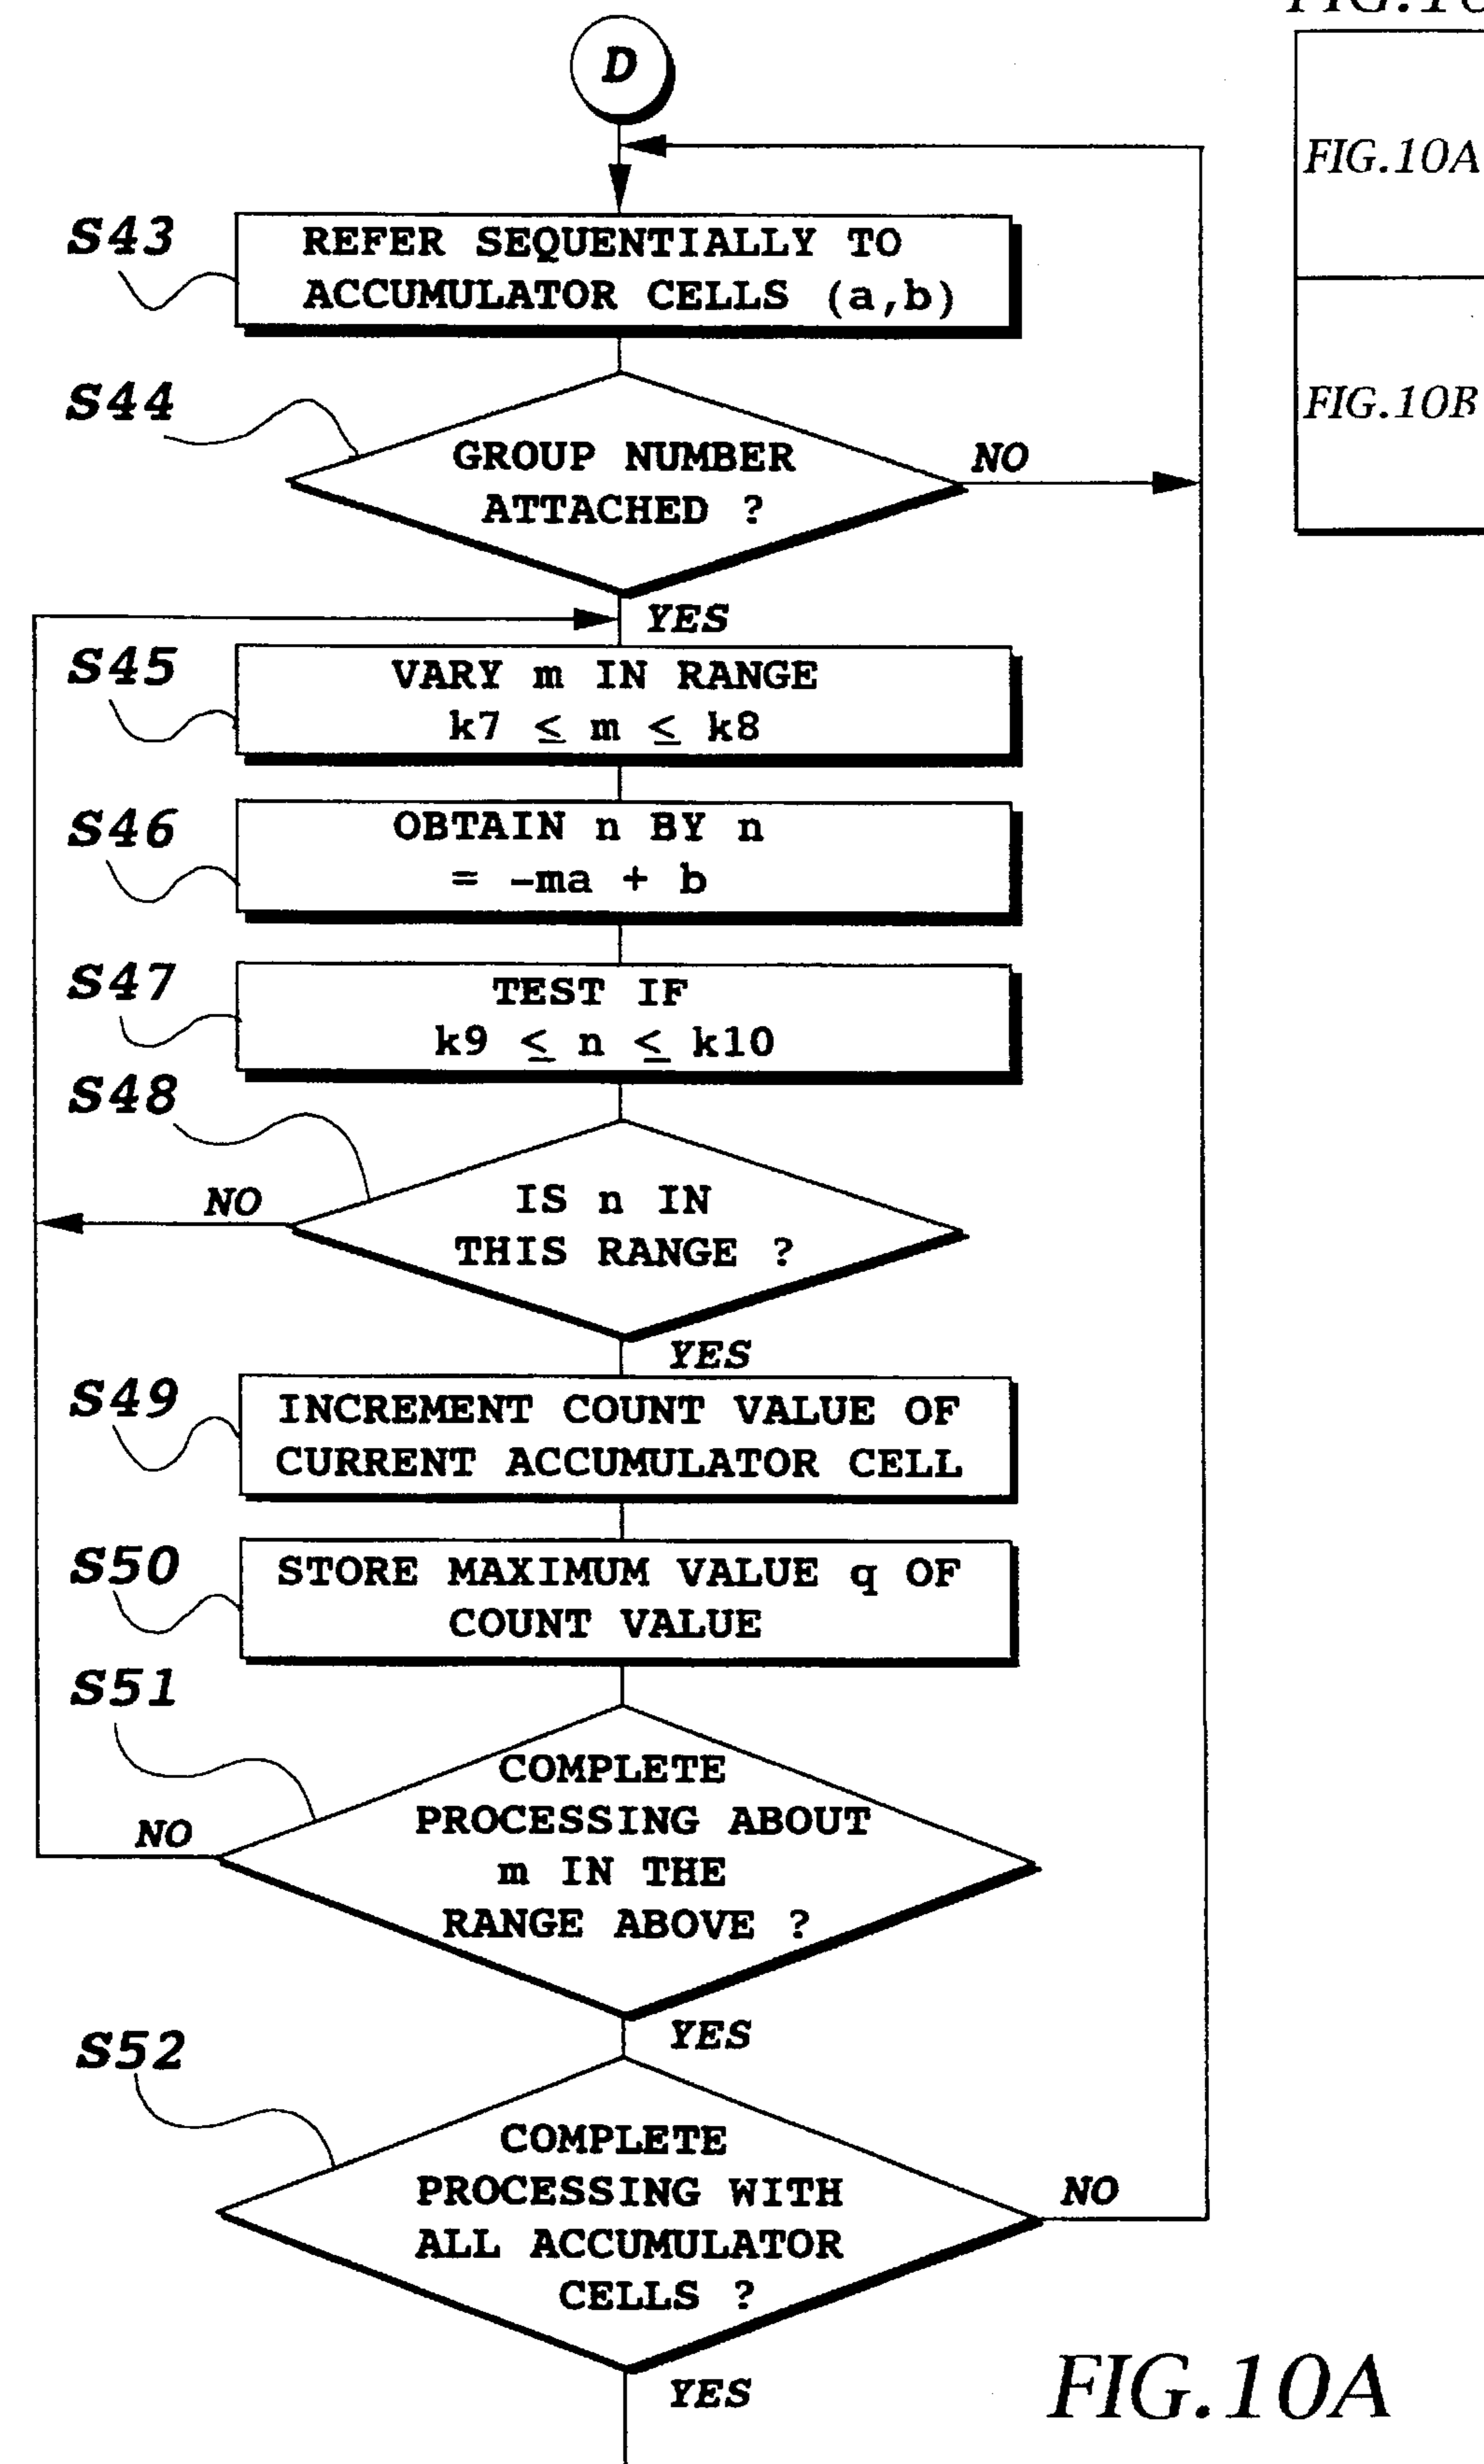 D
S43
REFER SEQUENTIALLY TO
ACCUMULATOR CELLS (a,b)
S44
GROUP NUMBER
ATTACHED ?
NO
YES
S45
VARY m IN RANGE
k7 ≤ m ≤ k8
S46
OBTAIN n BY n
= -ma + b
S47
TEST IF
k9 ≤ n ≤ k10
S48
IS n IN
THIS RANGE ?
NO
YES
S49
INCREMENT COUNT VALUE OF
CURRENT ACCUMULATOR CELL
S50
STORE MAXIMUM VALUE q OF
COUNT VALUE
S51
COMPLETE
PROCESSING ABOUT
m IN THE
RANGE ABOVE ?
NO
YES
S52
COMPLETE
PROCESSING WITH
ALL ACCUMULATOR
CELLS ?
NO
YES
FIG.10A
FIG.10A
FIG.10B